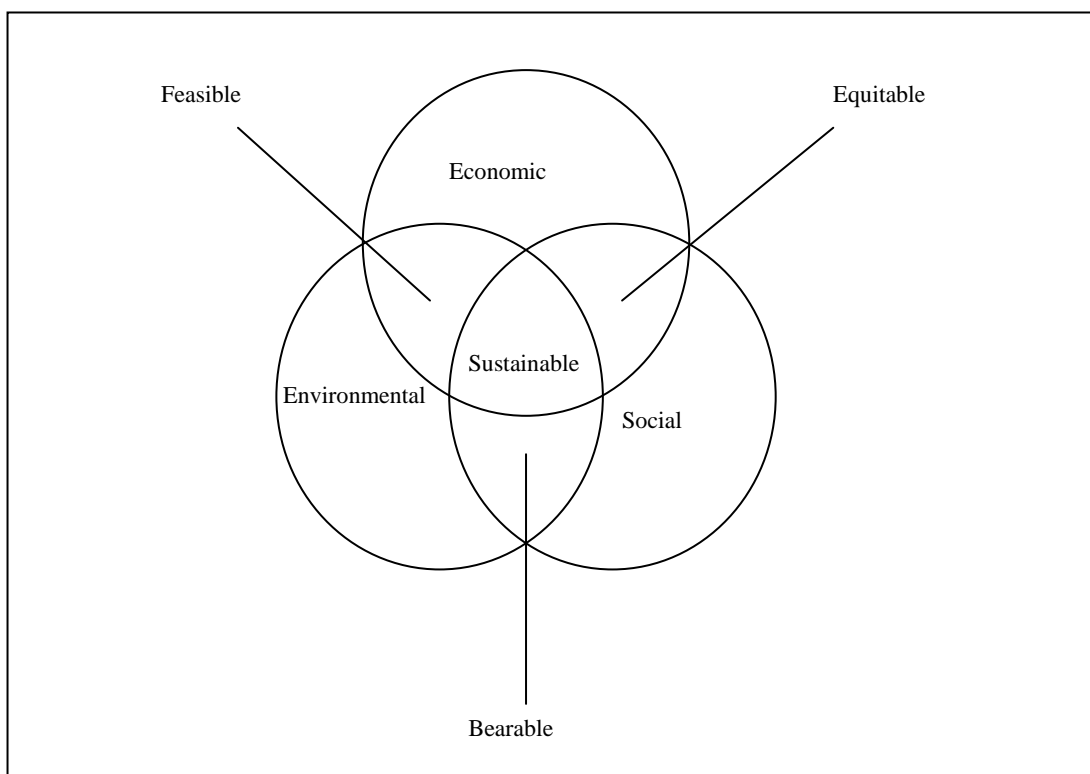 Feasible
Equitable
Economic
Sustainable
Environmental
Social
Bearable